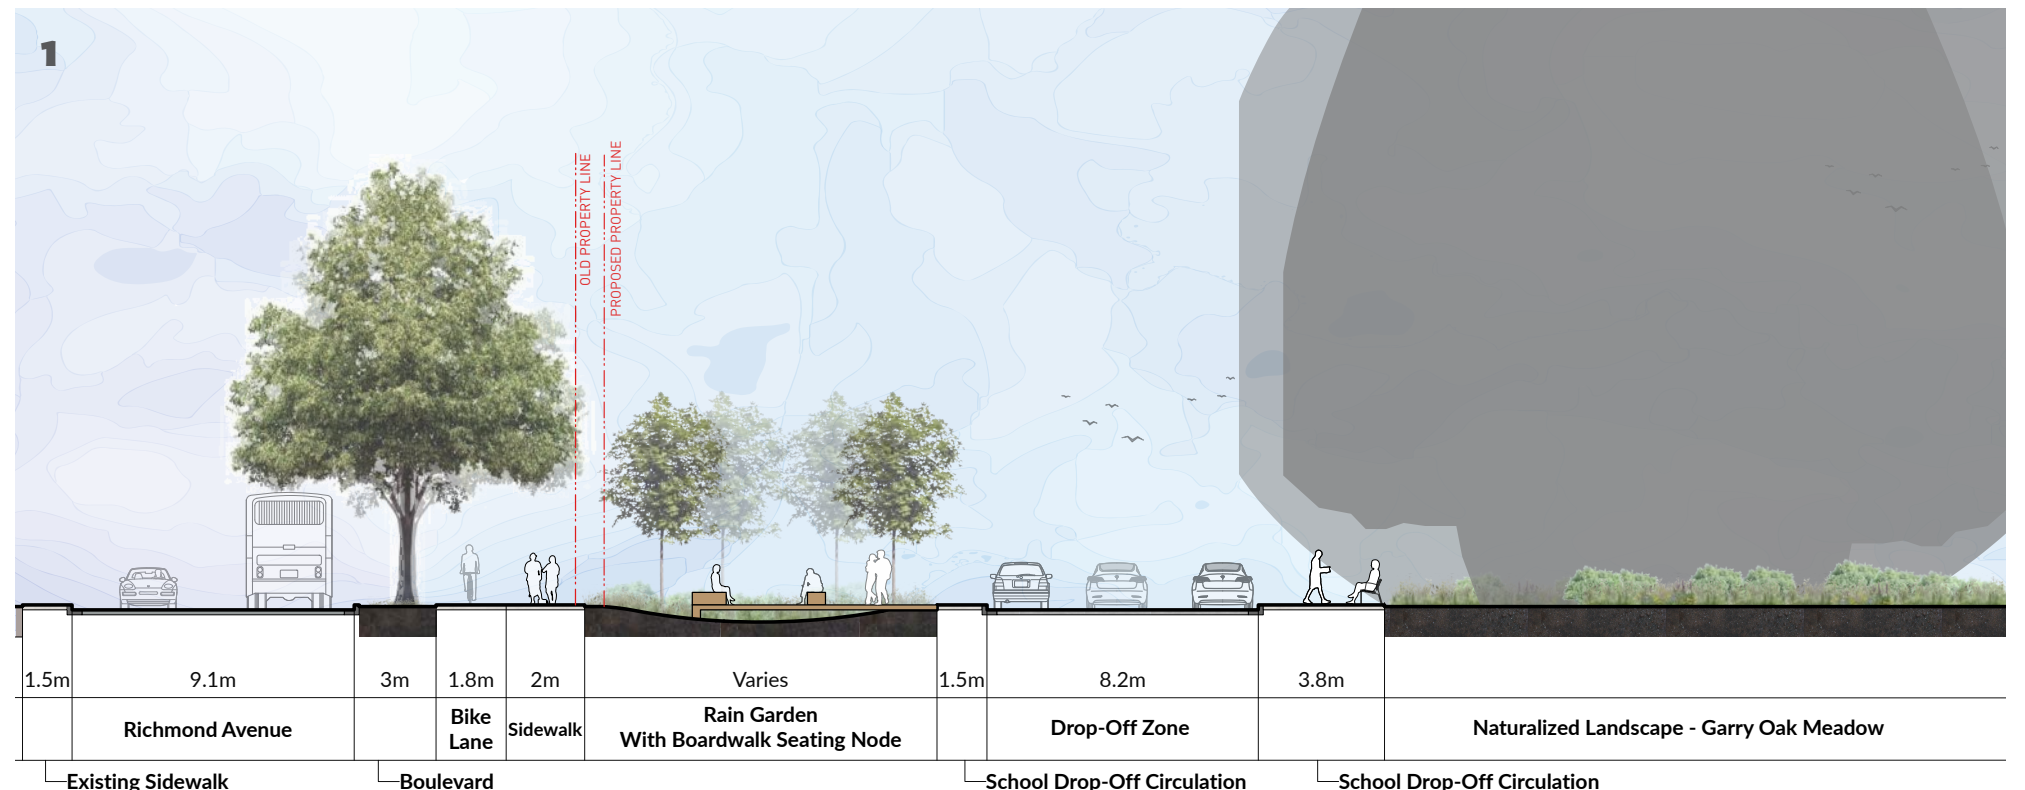 1
OLD PROPERTY LINE
PROPOSED PROPERTY LINE
1.5m
9.1m
3m
1.8m
2m
Varies
1.5m
8.2m
3.8m
Richmond Avenue
Bike
Lane
Sidewalk
Rain Garden
With Boardwalk Seating Node
Drop-Off Zone
Naturalized Landscape - Garry Oak Meadow
Existing Sidewalk
Boulevard
School Drop-Off Circulation
School Drop-Off Circulation